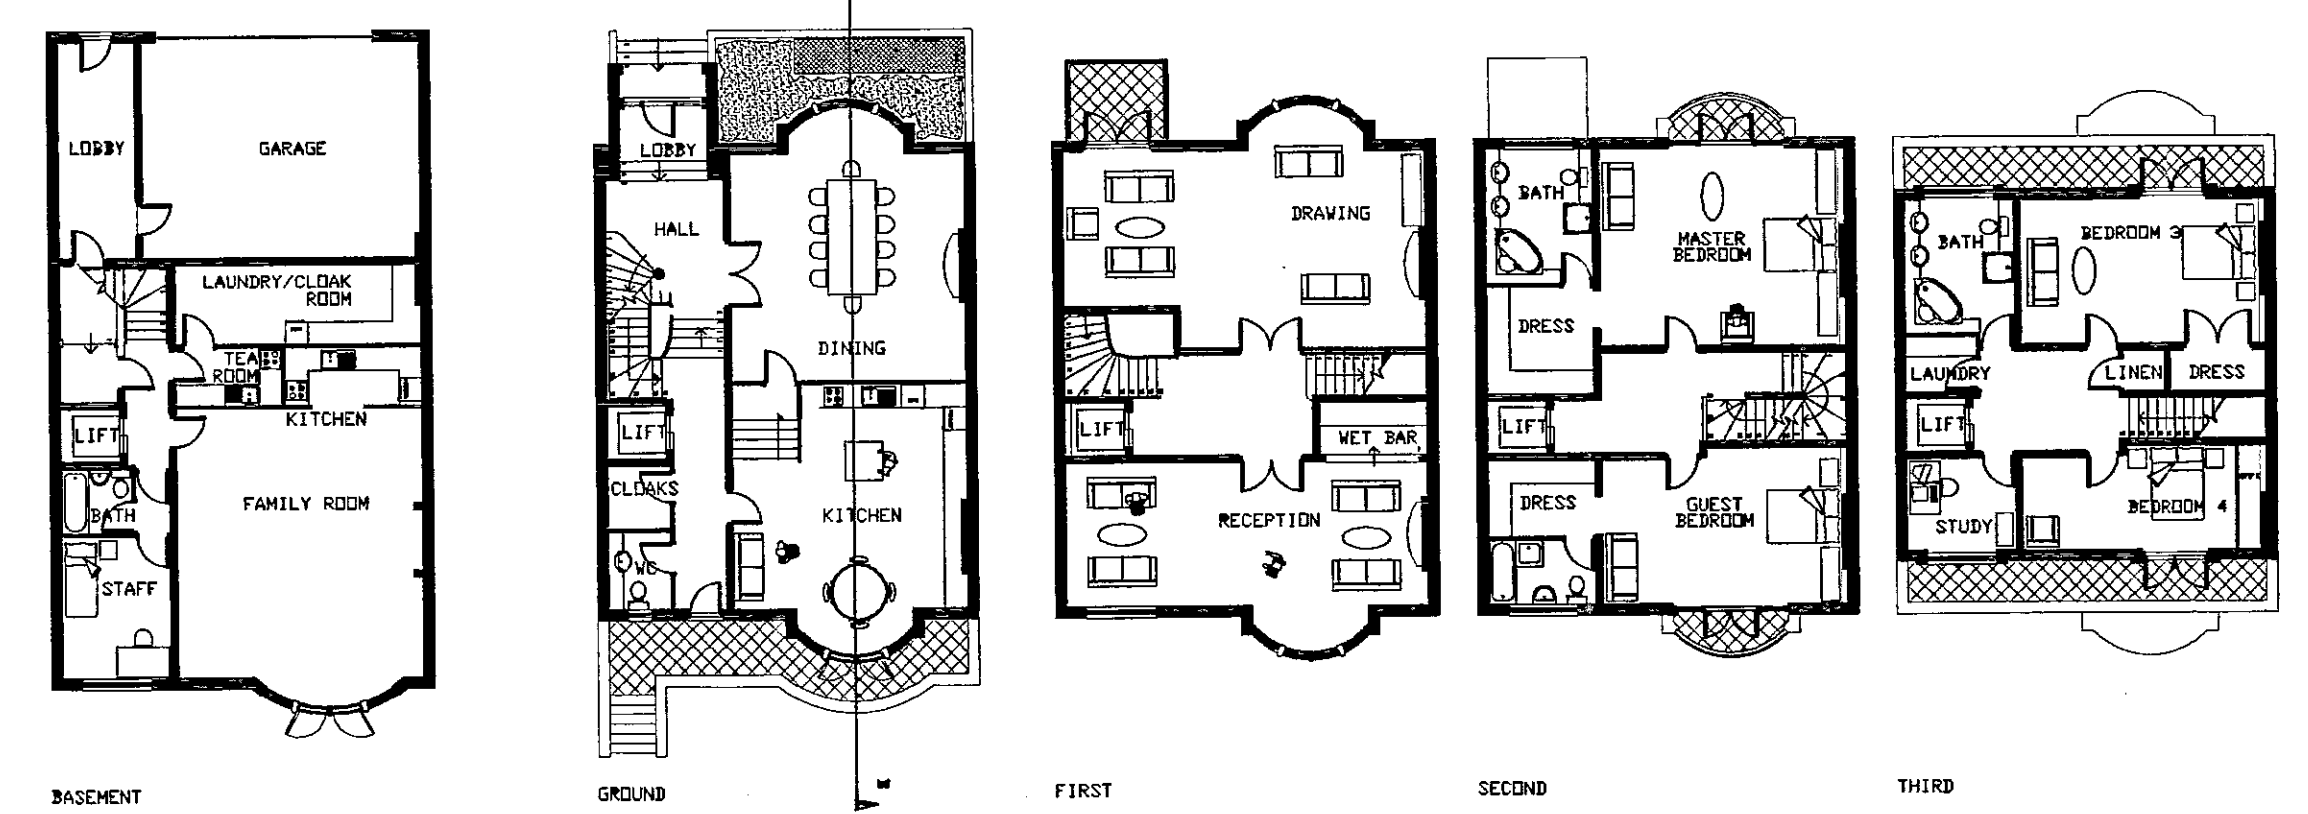 LOBBY
GARAGE
LAUNDRY/CLOAK
ROOM
TEA
ROOM
KITCHEN
LIFT
FAMILY ROOM
BATH
STAFF
BASEMENT
LOBBY
HALL
DINING
LIFT
CLOAKS
KITCHEN
WC
GROUND
DRAWING
LIFT
WET BAR
RECEPTION
FIRST
BATH
MASTER
BEDROOM
DRESS
LIFT
DRESS
GUEST
BEDROOM
SECOND
BATH
BEDROOM 3
LAUNDRY
LINEN
DRESS
LIFT
STUDY
BEDROOM 4
THIRD